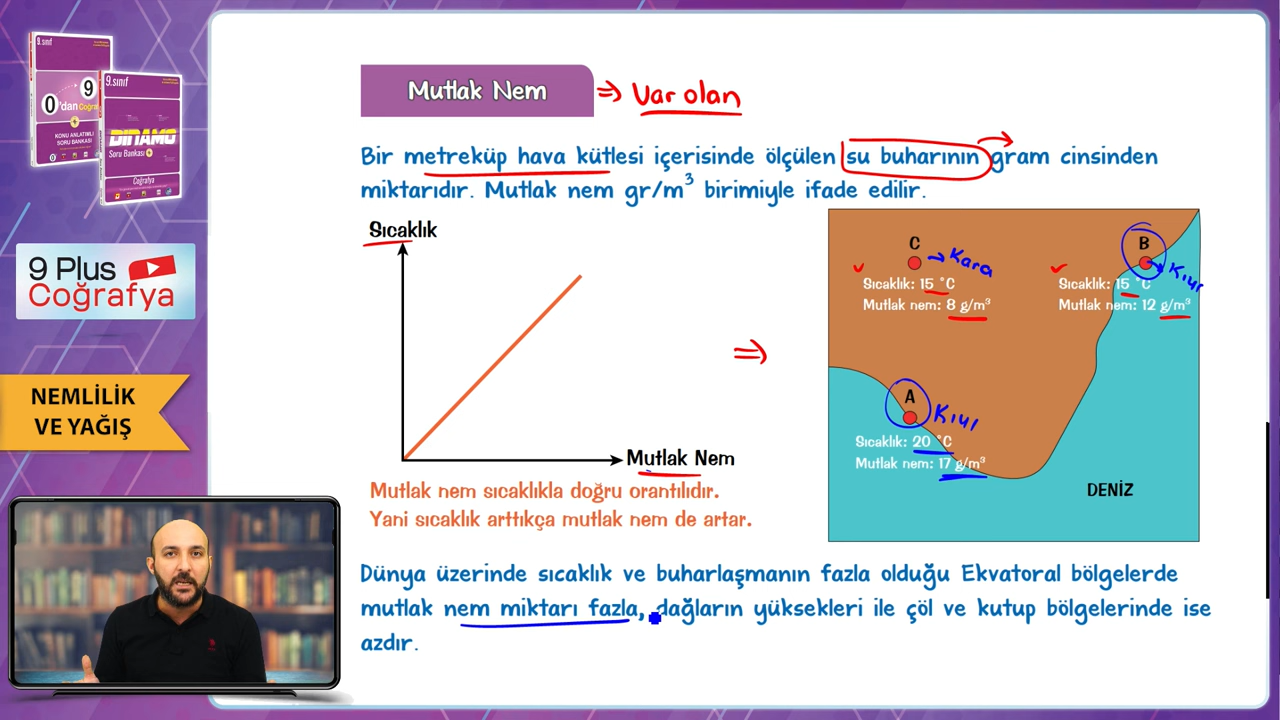 9.sınıf
9.sınıf
0'dan 9
Coğrafya
KONU ANLATIMLI
SORU BANKASI
DİNAMO
Soru Bankası
Coğrafya
9 Plus
Coğrafya
NEMLİLİK
VE YAĞIŞ
Mutlak Nem ⇒ Var olan
Bir metreküp hava kütlesi içerisinde ölçülen su buharının gram cinsinden
miktarıdır. Mutlak nem gr/m³ birimiyle ifade edilir.
Sıcaklık
Mutlak Nem
Mutlak nem sıcaklıkla doğru orantılıdır.
Yani sıcaklık arttıkça mutlak nem de artar.
⇒
C
→ Kara
Sıcaklık: 15 °C
Mutlak nem: 8 g/m³
B
→ Kıyı
Sıcaklık: 15 °C
Mutlak nem: 12 g/m³
A
Kıyı
Sıcaklık: 20 °C
Mutlak nem: 17 g/m³
DENİZ
Dünya üzerinde sıcaklık ve buharlaşmanın fazla olduğu Ekvatoral bölgelerde
mutlak nem miktarı fazla, dağların yüksekleri ile çöl ve kutup bölgelerinde ise
azdır.